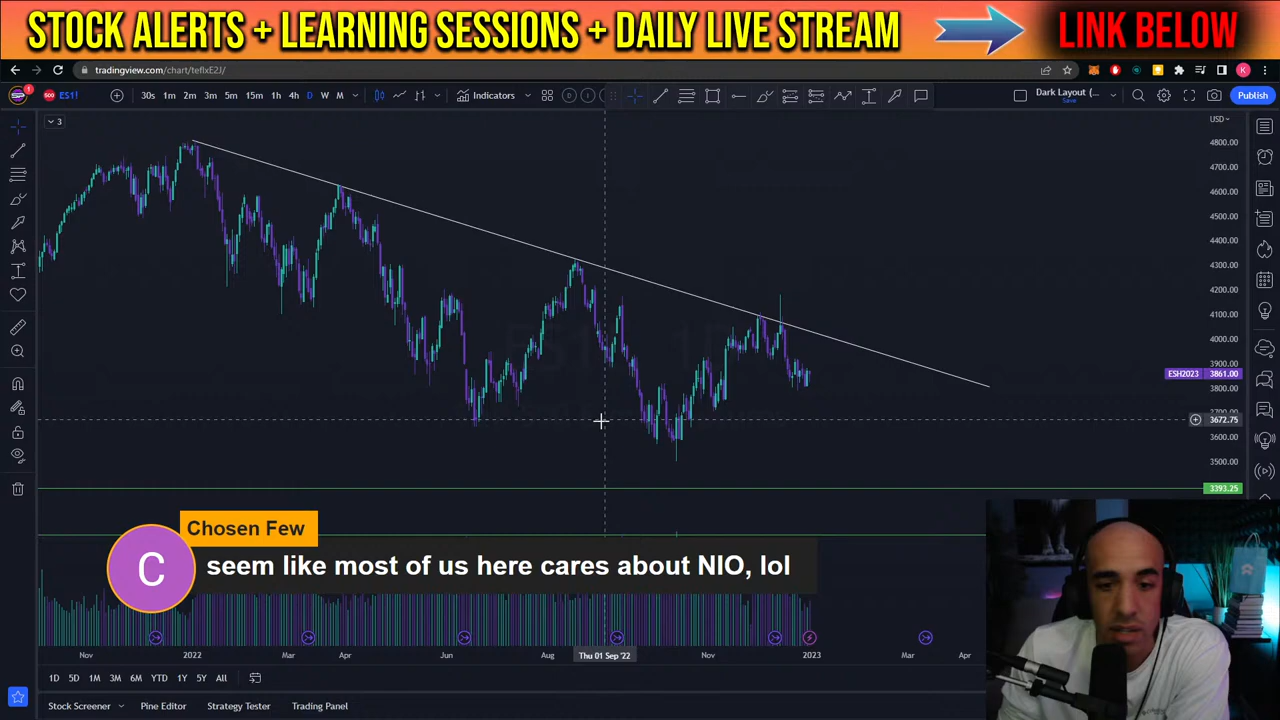 STOCK ALERTS + LEARNING SESSIONS + DAILY LIVE STREAM LINK BELOW
tradingview.com/chart/teflxE2J/
ES1! 30s 1m 2m 3m 5m 15m 1h 4h D W M Indicators Dark Layout (... Save Publish
3
USD
4800.00
4700.00
4600.00
4500.00
4400.00
4300.00
4200.00
4100.00
4000.00
3900.00
ESH2023 3861.00
3800.00
3672.75
3600.00
3500.00
3393.25
Chosen Few
C
seem like most of us here cares about NIO, lol
Nov 2022 Mar Apr Jun Aug Thu 01 Sep '22 Nov 2023 Mar Apr
1D 5D 1M 3M 6M YTD 1Y 5Y All
Stock Screener Pine Editor Strategy Tester Trading Panel